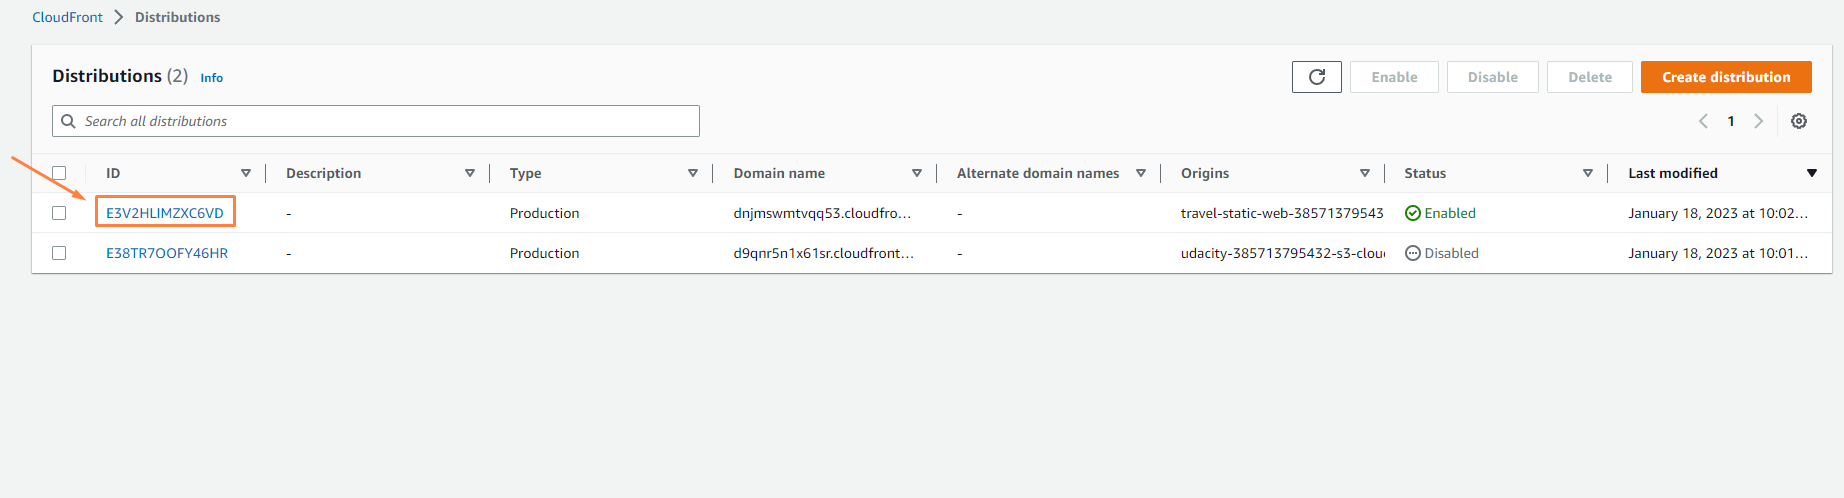 CloudFront > Distributions
Distributions (2) Info
Enable Disable Delete Create distribution
Search all distributions
1
ID Description Type Domain name Alternate domain names Origins Status Last modified
E3V2HLIMZXC6VD - Production dnjmswmtvqq53.cloudfro... - travel-static-web-38571379543 Enabled January 18, 2023 at 10:02...
E38TR7OOFY46HR - Production d9qnr5n1x61sr.cloudfront... - udacity-385713795432-s3-clou Disabled January 18, 2023 at 10:01...